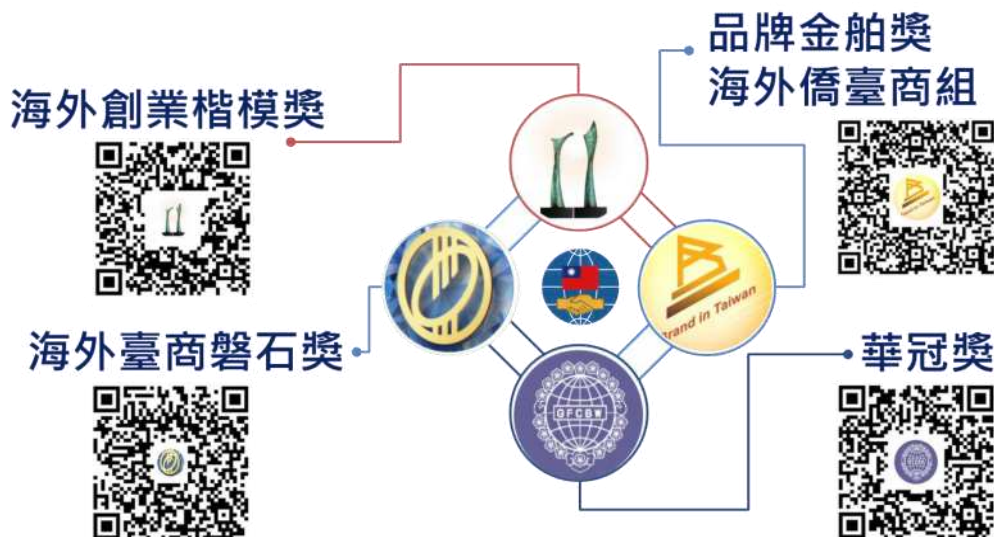 品牌金舶獎
海外僑臺商組
海外創業楷模獎
Brand in Taiwan
海外臺商磐石獎
華冠獎
GFCBW